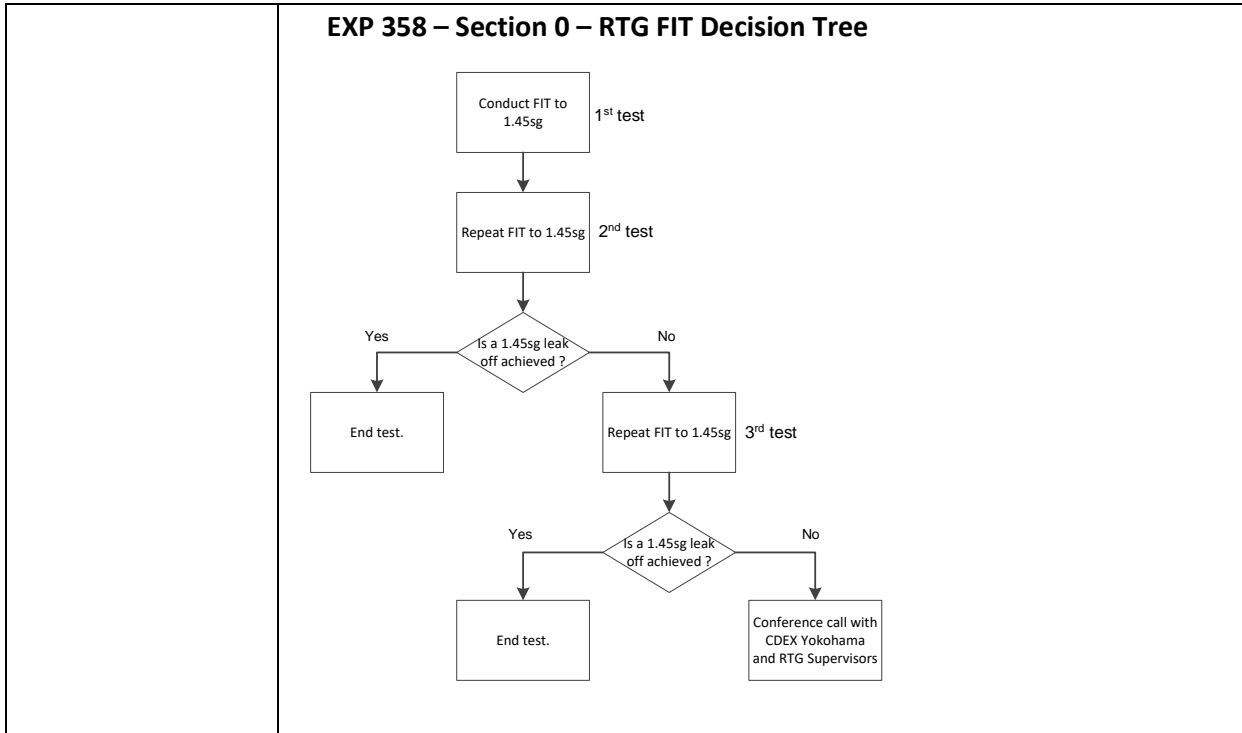 EXP 358 – Section 0 – RTG FIT Decision Tree
Conduct FIT to
1.45sg
1st test
Repeat FIT to 1.45sg
2nd test
Yes
Is a 1.45sg leak
off achieved ?
No
End test.
Repeat FIT to 1.45sg
3rd test
Yes
Is a 1.45sg leak
off achieved ?
No
End test.
Conference call with
CDEX Yokohama
and RTG Supervisors